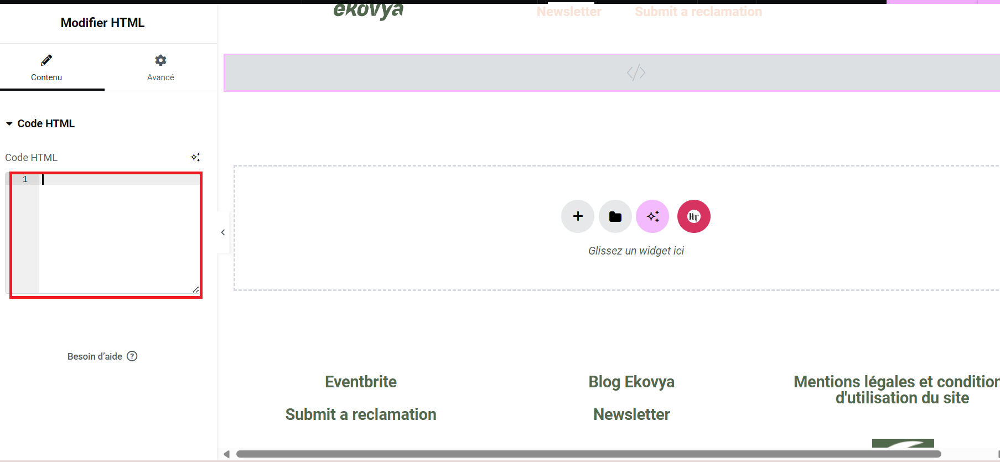 Modifier HTML
Contenu
Avancé
Code HTML
Code HTML
1
Besoin d'aide ?
ekovya
Newsletter
Submit a reclamation
</>
Glissez un widget ici
Eventbrite
Submit a reclamation
Blog Ekovya
Newsletter
Mentions légales et condition
d'utilisation du site